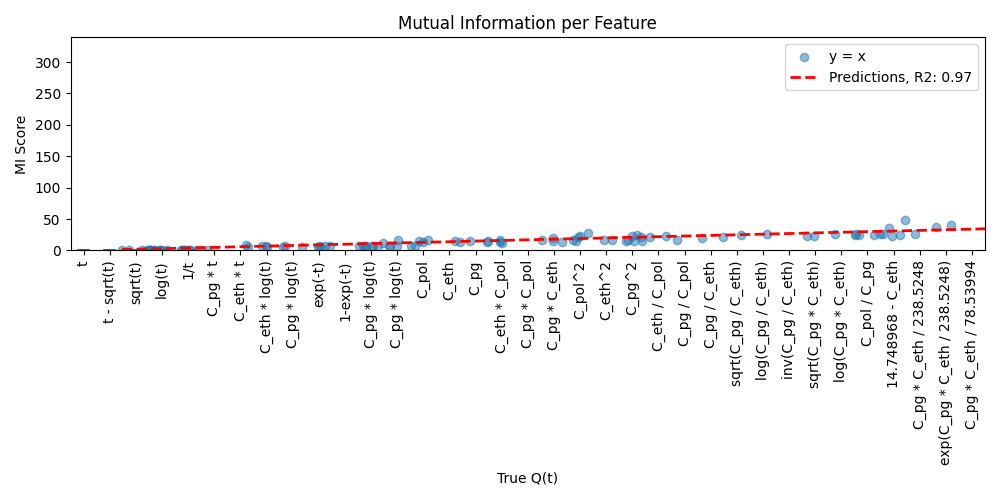 Mutual Information per Feature
MI Score
300
250
200
150
100
50
0
y = x
Predictions, R2: 0.97
t
t - sqrt(t)
sqrt(t)
log(t)
1/t
C_pg * t
C_eth * t
C_eth * log(t)
C_pg * log(t)
exp(-t)
1-exp(-t)
C_pg * log(t)
C_pg * log(t)
C_pol
C_eth
C_pg
C_eth * C_pol
C_pg * C_pol
C_pg * C_eth
C_pol^2
C_eth^2
C_pg^2
C_eth / C_pol
C_pg / C_pol
C_pg / C_eth
sqrt(C_pg / C_eth)
log(C_pg / C_eth)
inv(C_pg / C_eth)
sqrt(C_pg * C_eth)
log(C_pg * C_eth)
C_pol / C_pg
14.748968 - C_eth
C_pg * C_eth / 238.5248
exp(C_pg * C_eth / 238.5248)
C_pg * C_eth / 78.53994
True Q(t)